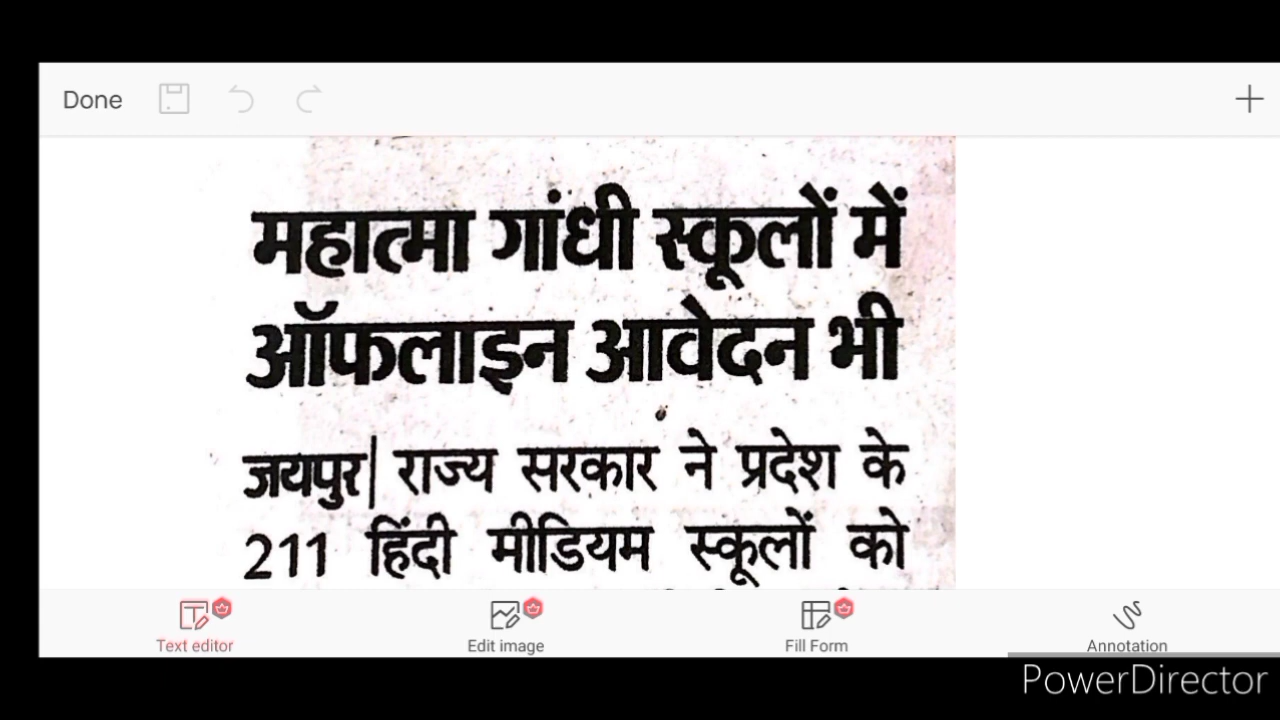 Done
महात्मा गांधी स्कूलों में
ऑफलाइन आवेदन भी
जयपुर| राज्य सरकार ने प्रदेश के
211 हिंदी मीडियम स्कूलों को
Text editor
Edit image
Fill Form
Annotation
PowerDirector